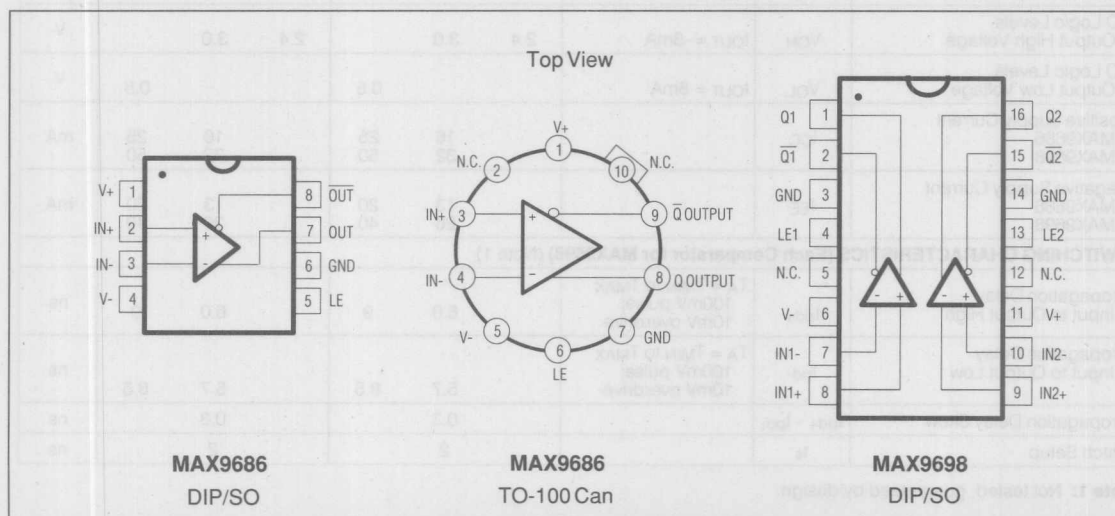 Top View
V+ 1
IN+ 2
IN- 3
V- 4
8 O̅U̅T̅
7 OUT
6 GND
5 LE
+
-
MAX9686
DIP/SO
V+
1
N.C. 2
10 N.C.
IN+ 3
9 Q̅ OUTPUT
IN- 4
8 Q OUTPUT
V- 5
7 GND
6
LE
+
−
MAX9686
TO-100 Can
Q1 1
Q̅1̅ 2
GND 3
LE1 4
N.C. 5
V- 6
IN1- 7
IN1+ 8
16 Q2
15 Q̅2̅
14 GND
13 LE2
12 N.C.
11 V+
10 IN2-
9 IN2+
- +
- +
MAX9698
DIP/SO